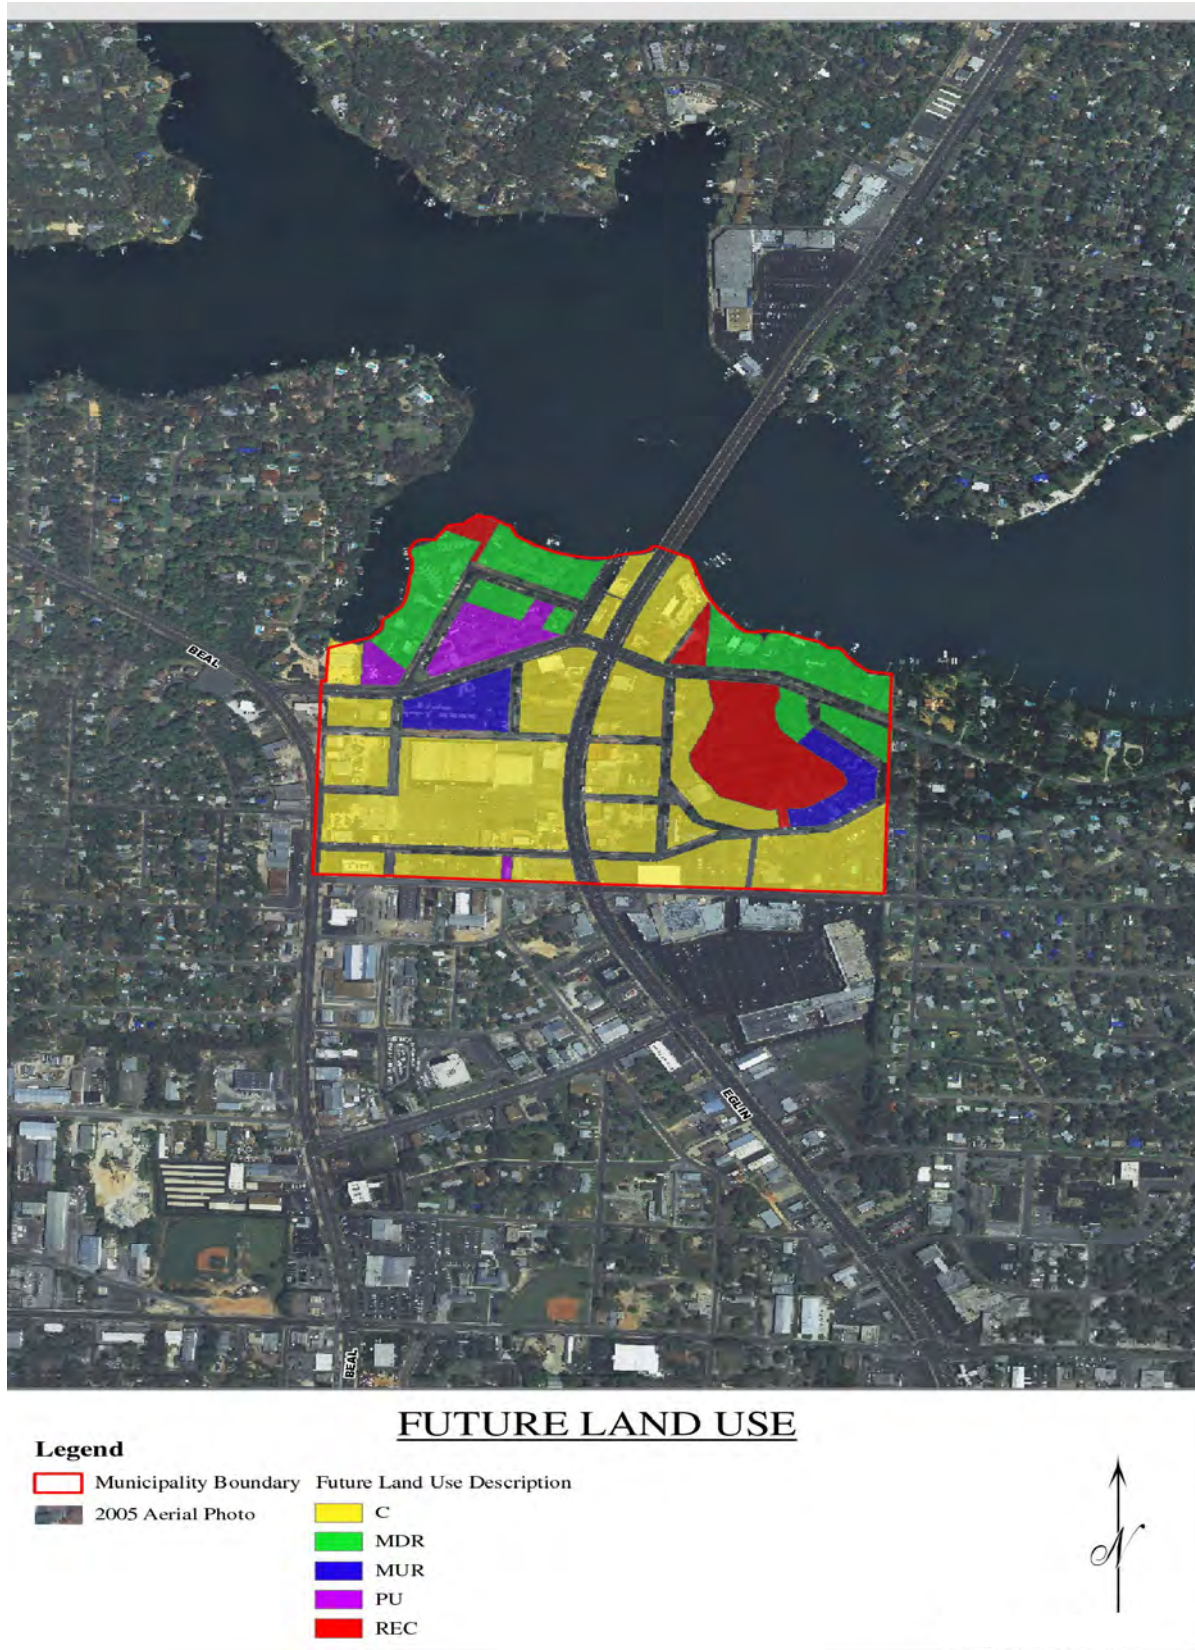 BEAL
EGLIN
BEAL
FUTURE LAND USE
Legend
Municipality Boundary
2005 Aerial Photo
Future Land Use Description
C
MDR
MUR
PU
REC
N